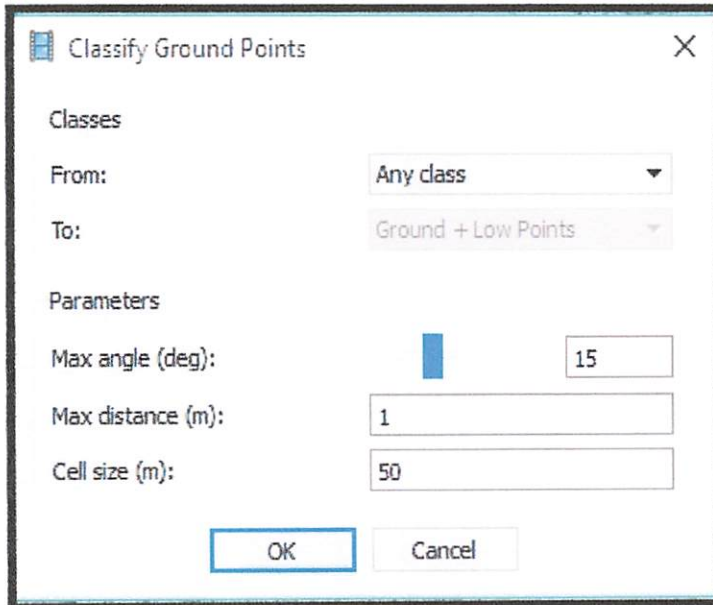 Classify Ground Points
Classes
From: Any class
To: Ground + Low Points
Parameters
Max angle (deg): 15
Max distance (m): 1
Cell size (m): 50
OK Cancel